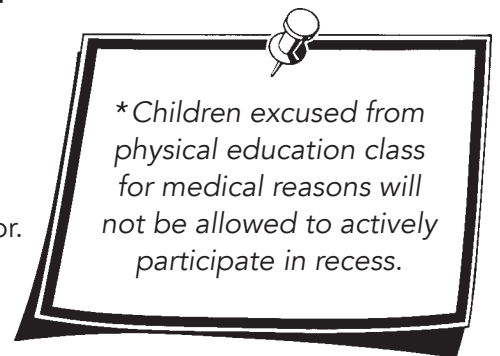 *Children excused from
physical education class
for medical reasons will
not be allowed to actively
participate in recess.